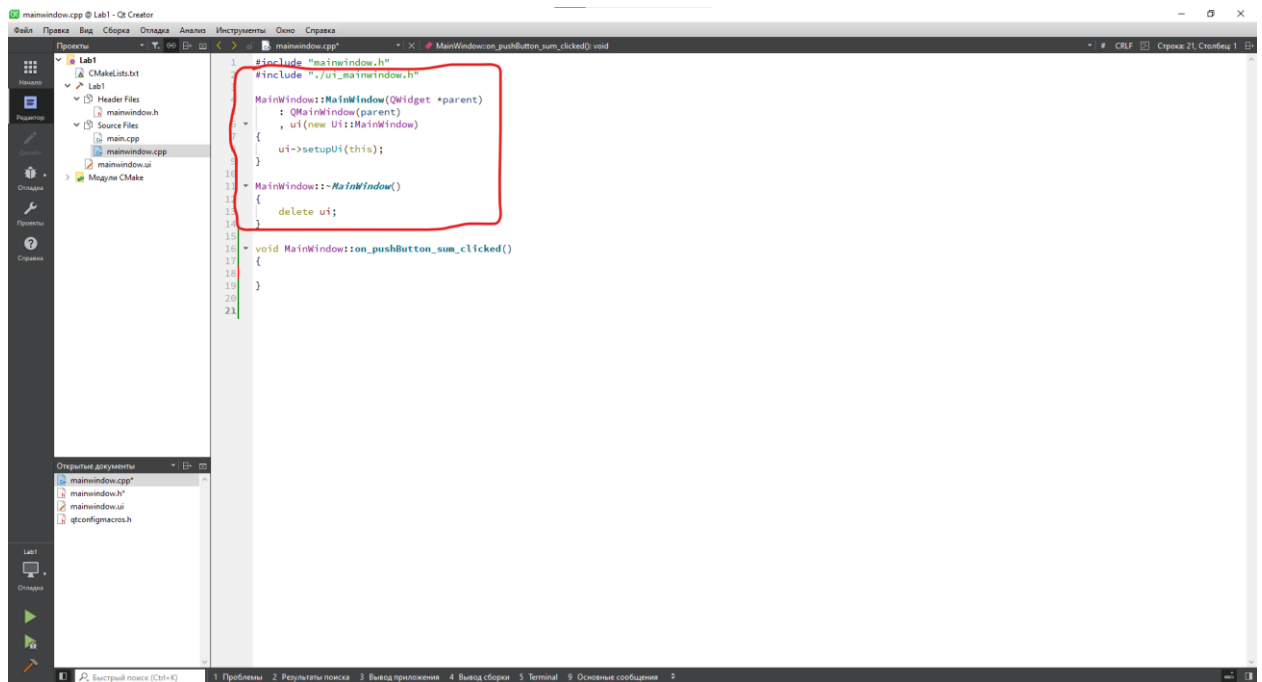 mainwindow.cpp @ Lab1 - Qt Creator
Файл Правка Вид Сборка Отладка Анализ Инструменты Окно Справка
Проекты mainwindow.cpp* MainWindow::on_pushButton_sum_clicked(): void # CRLF Строка: 21, Столбец: 1
Начало
Редактор
Дизайн
Отладка
Проекты
Справка
Lab1
CMakeLists.txt
Lab1
Header Files
mainwindow.h
Source Files
main.cpp
mainwindow.cpp
mainwindow.ui
Модули CMake
1 #include "mainwindow.h"
2 #include "./ui_mainwindow.h"
3
4 MainWindow::MainWindow(QWidget *parent)
: QMainWindow(parent)
6 , ui(new Ui::MainWindow)
7 {
ui->setupUi(this);
9 }
10
11 MainWindow::~MainWindow()
12 {
13 delete ui;
14 }
15
16 void MainWindow::on_pushButton_sum_clicked()
17 {
18
19 }
20
21
Открытые документы
mainwindow.cpp*
mainwindow.h*
mainwindow.ui
qtconfigmacros.h
Lab1
Отладка
Быстрый поиск (Ctrl+K) 1 Проблемы 2 Результаты поиска 3 Вывод приложения 4 Вывод сборки 5 Terminal 9 Основные сообщения